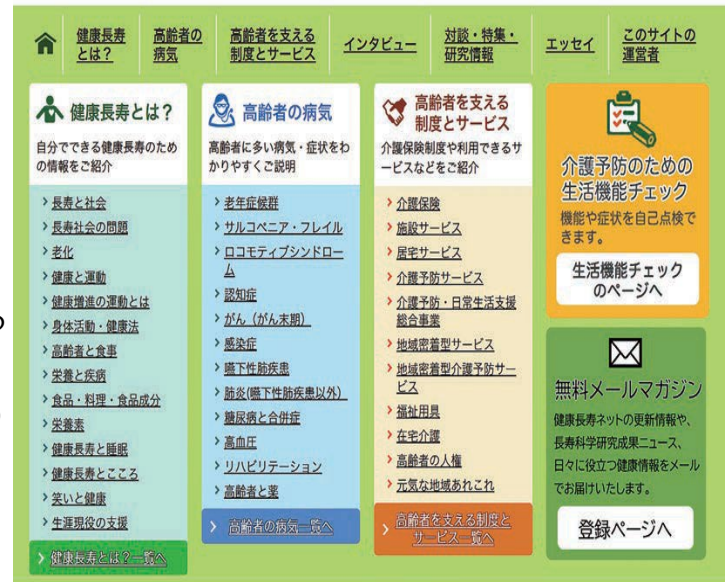 健康長寿
とは？
高齢者の
病気
高齢者を支える
制度とサービス
インタビュー
対談・特集・
研究情報
エッセイ
このサイトの
運営者
健康長寿とは？
自分でできる健康長寿のため
の情報をご紹介
長寿と社会
長寿社会の問題
老化
健康と運動
健康増進の運動とは
身体活動・健康法
高齢者と食事
栄養と疾病
食品・料理・食品成分
栄養素
健康長寿と睡眠
健康長寿とこころ
笑いと健康
生涯現役の支援
健康長寿とは？一覧へ
高齢者の病気
高齢者に多い病気・症状をわ
かりやすくご説明
老年症候群
サルコペニア・フレイル
ロコモティブシンドロー
ム
認知症
がん（がん末期）
感染症
嚥下性肺疾患
肺炎(嚥下性肺疾患以外)
糖尿病と合併症
高血圧
リハビリテーション
高齢者と薬
高齢者の病気一覧へ
高齢者を支える
制度とサービス
介護保険制度や利用できるサ
ービスなどをご紹介
介護保険
施設サービス
居宅サービス
介護予防サービス
介護予防・日常生活支援
総合事業
地域密着型サービス
地域密着型介護予防サー
ビス
福祉用具
在宅介護
高齢者の人権
元気な地域あれこれ
高齢者を支える制度と
サービス一覧へ
介護予防のための
生活機能チェック
機能や症状を自己点検で
きます。
生活機能チェック
のページへ
無料メールマガジン
健康長寿ネットの更新情報や、
長寿科学研究成果ニュース、
日々に役立つ健康情報をメール
でお届けいたします。
登録ページへ